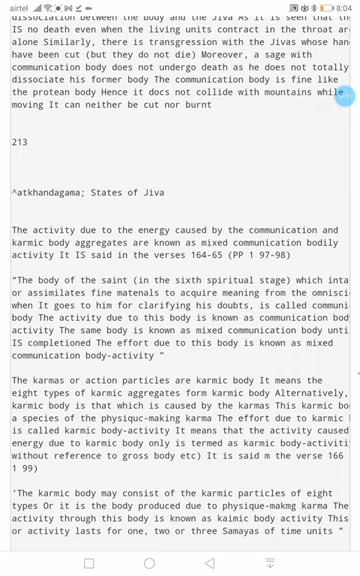 airtel 8:04
dissociation between the body and the Jiva As it is seen that th
IS no death even when the living units contract in the throat ar
alone Similarly, there is transgression with the Jivas whose han
have been cut (but they do not die) Moreover, a sage with
communication body does not undergo death as he does not totally
dissociate his former body The communication body is fine like
the protean body Hence it docs not collide with mountains while
moving It can neither be cut nor burnt
213
^atkhandagama; States of Jiva
The activity due to the energy caused by the communication and
karmic body aggregates are known as mixed communication bodily
activity It IS said in the verses 164-65 (PP 1 97-98)
"The body of the saint (in the sixth spiritual stage) which inta
or assimilates fine matenals to acquire meaning from the omnisci
when It goes to him for clarifying his doubts, is called communi
body The activity due to this body is known as communication bod
activity The same body is known as mixed communication body unti
IS completioned The effort due to this body is known as mixed
communication body-activity "
The karmas or action particles are karmic body It means the
eight types of karmic aggregates form karmic body Alternatively,
karmic body is that which is caused by the karmas This karmic bo
a species of the physiquc-making karma The effort due to karmic
is called karmic body-activity It means that the activity caused
energy due to karmic body only is termed as karmic body-activiti
without reference to gross body etc) It is said m the verse 166
1 99)
'The karmic body may consist of the karmic particles of eight
types Or it is the body produced due to physique-makmg karma The
activity through this body is known as kaimic body activity This
or activity lasts for one, two or three Samayas of time units "